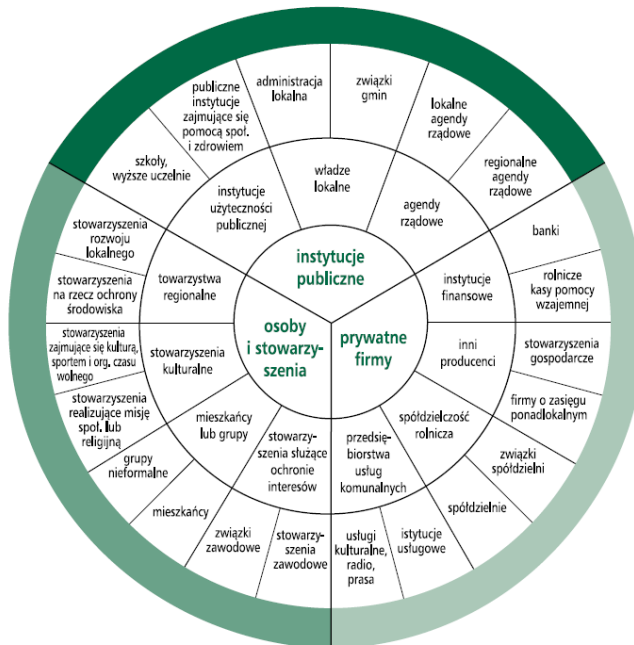 publiczne
instytucje
zajmujące się
pomocą społ.
i zdrowiem
administracja
lokalna
związki
gmin
lokalne
agendy
rządowe
szkoły,
wyższe uczelnie
regionalne
agendy
rządowe
instytucje
użyteczności
publicznej
władze
lokalne
agendy
rządowe
instytucje
publiczne
stowarzyszenia
rozwoju
lokalnego
stowarzyszenia
na rzecz ochrony
środowiska
stowarzyszenia
zajmujące się kulturą,
sportem i org. czasu
wolnego
stowarzyszenia
realizujące misję
społ. lub
religijną
grupy
nieformalne
mieszkańcy
związki
zawodowe
stowarzy-
szenia
zawodowe
towarzystwa
regionalne
stowarzyszenia
kulturalne
mieszkańcy
lub grupy
stowarzy-
szenia służące
ochronie
interesów
osoby
i stowarzy-
szenia
prywatne
firmy
instytucje
finansowe
inni
producenci
spółdzielczość
rolnicza
przedsię-
biorstwa
usług
komunalnych
banki
rolnicze
kasy pomocy
wzajemnej
stowarzyszenia
gospodarcze
firmy o zasięgu
ponadlokalnym
związki
spółdzielni
spółdzielnie
istytucje
usługowe
usługi
kulturalne,
radio,
prasa